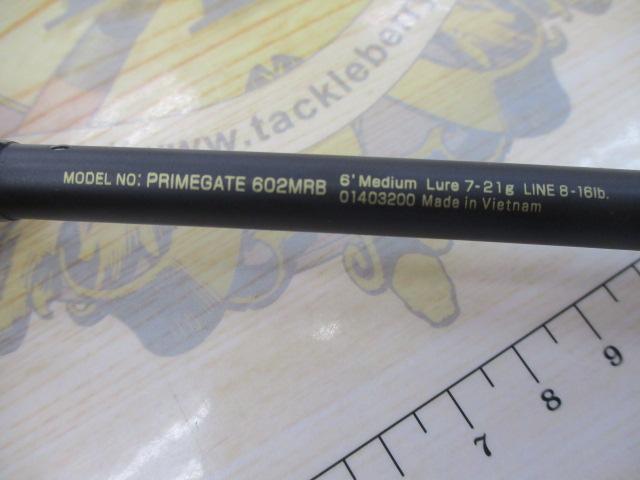 www.tackleber
MODEL NO: PRIMEGATE 602MRB 6' Medium Lure 7-21g LINE 8-16lb.
01403200 Made in Vietnam
7 8 9